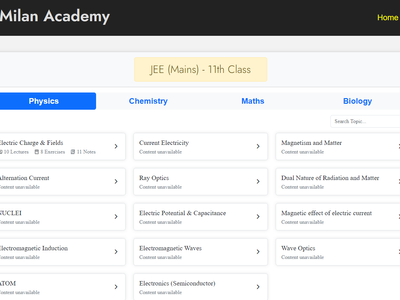 Milan Academy
Home
JEE (Mains) - 11th Class
Physics
Chemistry
Maths
Biology
Search Topic...
Electric Charge & Fields
10 Lectures 8 Exercises 11 Notes
Current Electricity
Content unavailable
Magnetism and Matter
Content unavailable
Alternation Current
Content unavailable
Ray Optics
Content unavailable
Dual Nature of Radiation and Matter
Content unavailable
NUCLEI
Content unavailable
Electric Potential & Capacitance
Content unavailable
Magnetic effect of electric current
Content unavailable
Electromagnetic Induction
Content unavailable
Electromagnetic Waves
Content unavailable
Wave Optics
Content unavailable
ATOM
Content unavailable
Electronics (Semiconductor)
Content unavailable